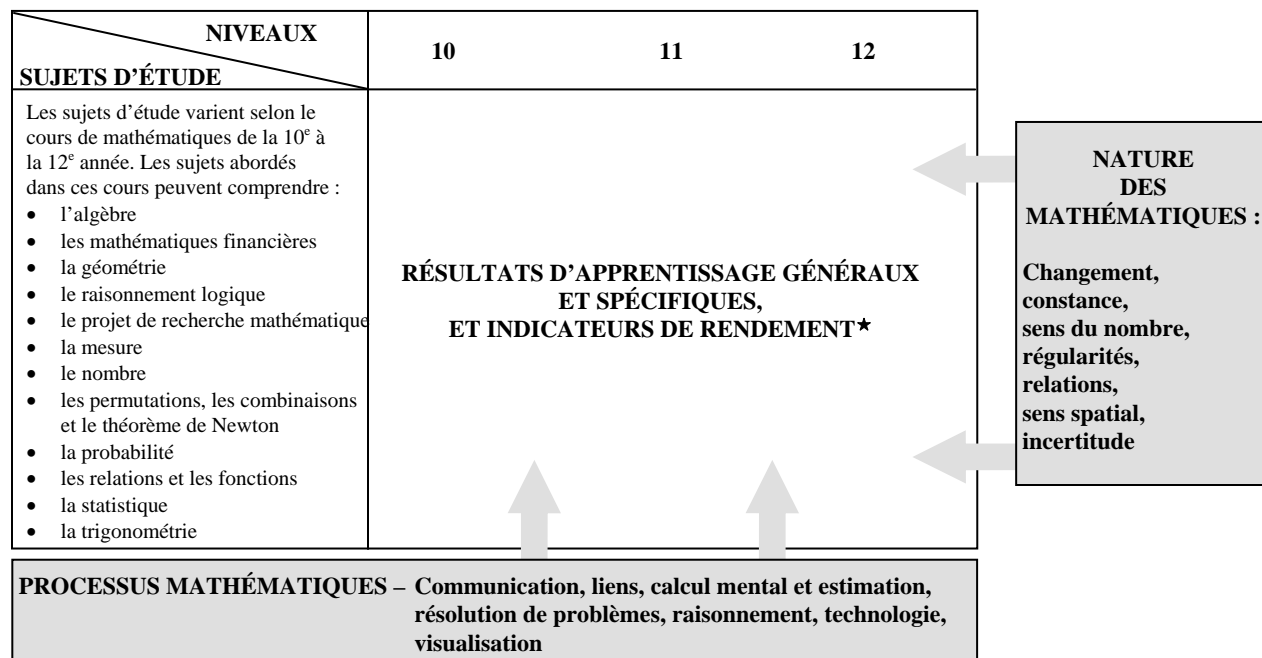 NIVEAUX
SUJETS D'ÉTUDE
10 11 12
Les sujets d'étude varient selon le
cours de mathématiques de la 10e à
la 12e année. Les sujets abordés
dans ces cours peuvent comprendre :
• l'algèbre
• les mathématiques financières
• la géométrie
• le raisonnement logique
• le projet de recherche mathématique
• la mesure
• le nombre
• les permutations, les combinaisons
et le théorème de Newton
• la probabilité
• les relations et les fonctions
• la statistique
• la trigonométrie
RÉSULTATS D'APPRENTISSAGE GÉNÉRAUX
ET SPÉCIFIQUES,
ET INDICATEURS DE RENDEMENT★
NATURE
DES
MATHÉMATIQUES :
Changement,
constance,
sens du nombre,
régularités,
relations,
sens spatial,
incertitude
PROCESSUS MATHÉMATIQUES – Communication, liens, calcul mental et estimation,
résolution de problèmes, raisonnement, technologie,
visualisation